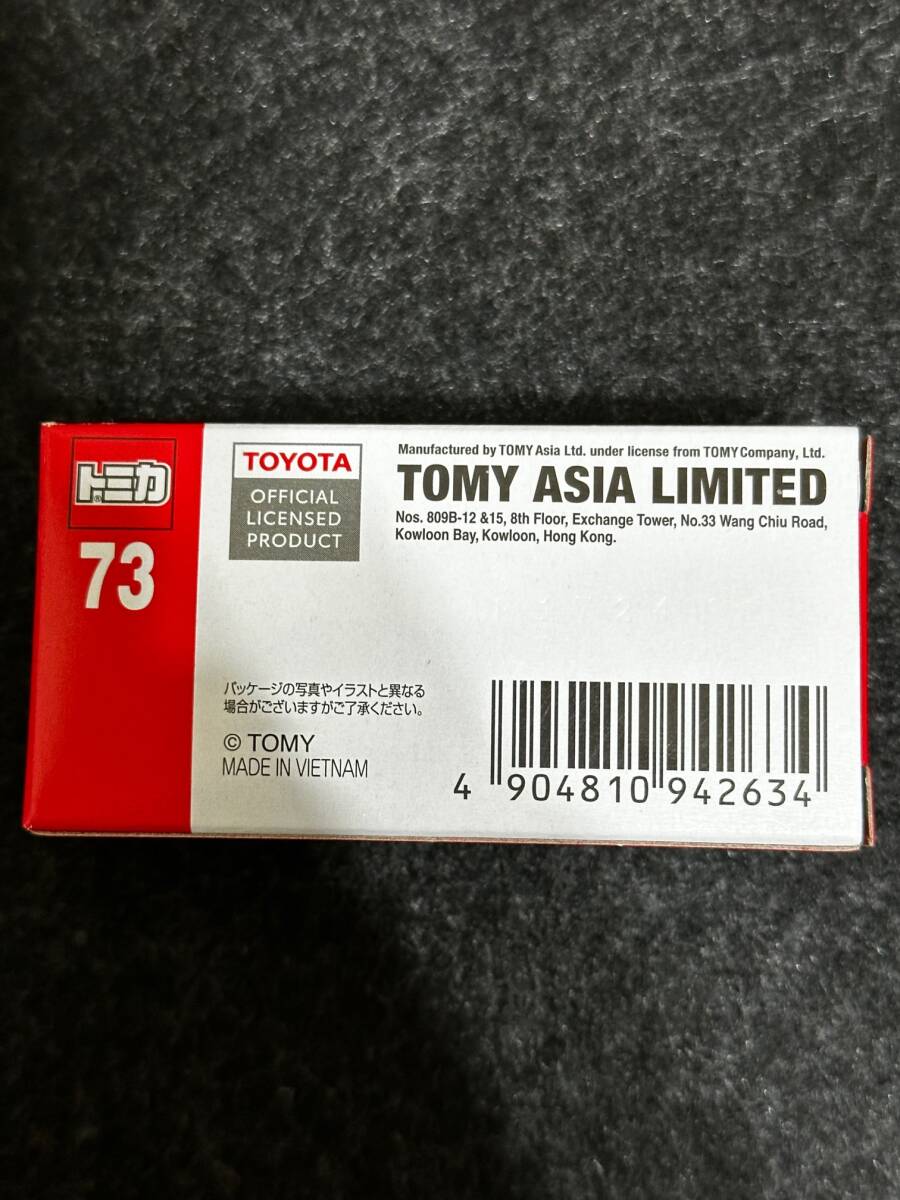 トミカ
®
73
TOYOTA
OFFICIAL
LICENSED
PRODUCT
Manufactured by TOMY Asia Ltd. under license from TOMY Company, Ltd.
TOMY ASIA LIMITED
Nos. 809B-12 &15, 8th Floor, Exchange Tower, No.33 Wang Chiu Road,
Kowloon Bay, Kowloon, Hong Kong.
パッケージの写真やイラストと異なる
場合がございますがご了承ください。
© TOMY
MADE IN VIETNAM
4 904810 942634